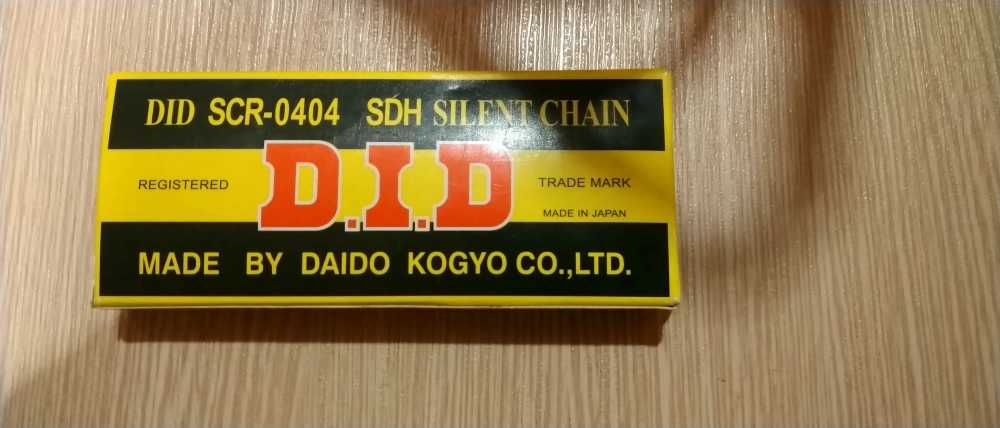 DID SCR-0404 SDH SILENT CHAIN
REGISTERED D.I.D TRADE MARK
MADE IN JAPAN
MADE BY DAIDO KOGYO CO.,LTD.